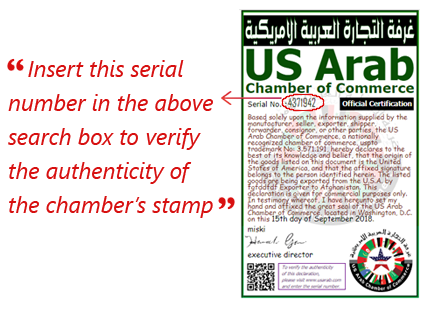 “Insert this serial
number in the above
search box to verify
the authenticity of
the chamber’s stamp”
غرفة التجارة العربية الأمريكية
US Arab
Chamber of Commerce
Serial No.: 4371942
Official Certification
Based solely upon the information supplied by the
manufacturer, seller, exporter, shipper,
forwarder, consignor, or other parties, the US
Arab Chamber of Commerce, a nationally
recognized chamber of commerce, uspto
trademark No: 3,571,191, hereby declares to the
best of its knowledge and belief, that the origin of
the goods listed on this document is the United
States of America, and that the affixed signature
belongs to the person identified herein. The listed
goods are being exported from the U.S.A. by
fgfddfdf Exporter to Afghanistan. This
declaration is given for commercial purposes only.
In testimony whereof, I have hereunto set my
hand and affixed the great seal of the US Arab
Chamber of Commerce, located in Washington, D.C.
on this 15th day of September 2018.
miski
executive director
To verify the authenticity
of this declaration,
please visit www.usarab.com
and enter the serial number.
US Arab Chamber of Commerce